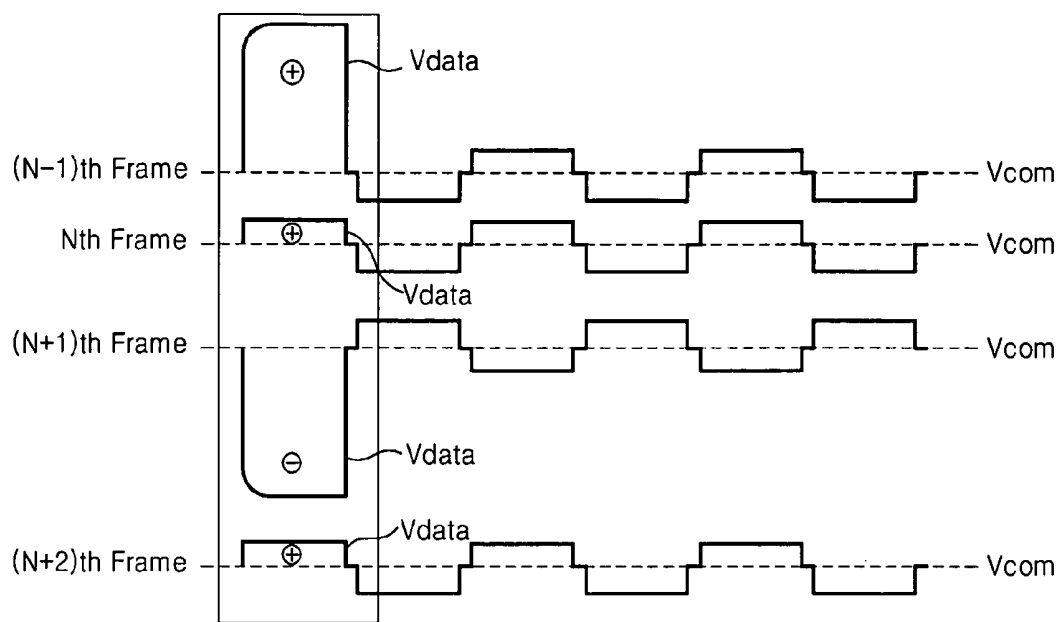 Vdata
⊕
(N-1)th Frame
Vcom
Nth Frame
⊕
Vcom
Vdata
(N+1)th Frame
Vcom
⊖
Vdata
Vdata
(N+2)th Frame
⊕
Vcom